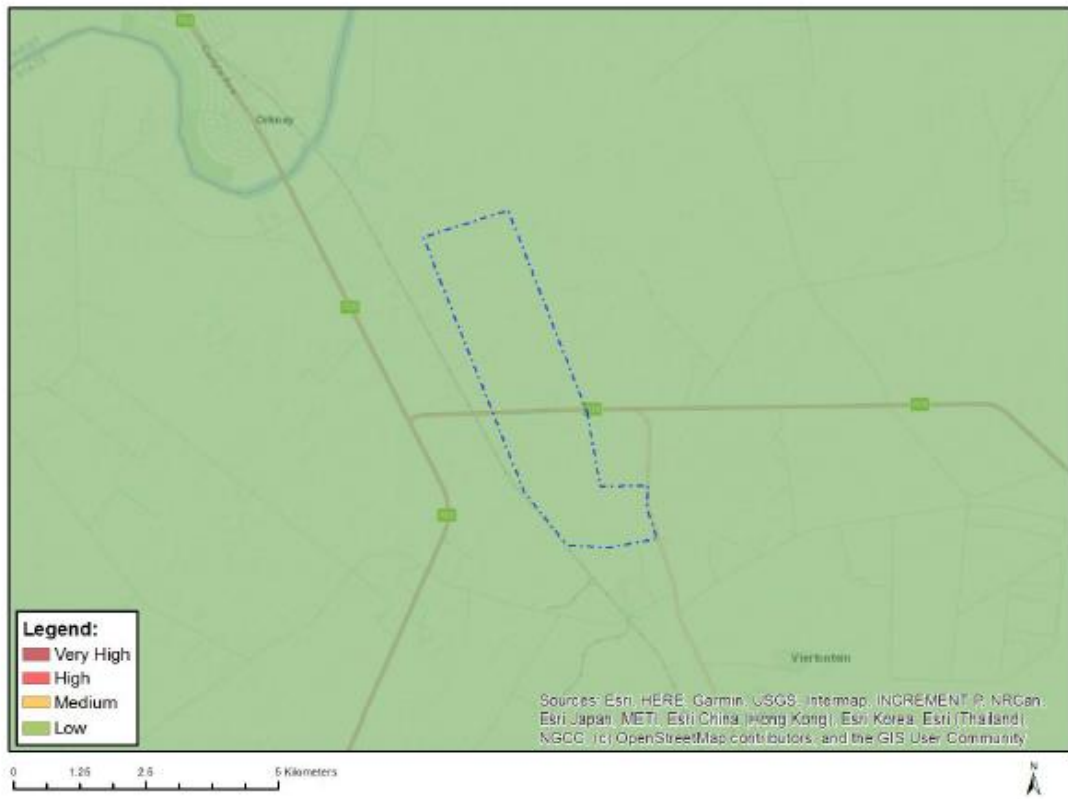 Orkney
Vierfontein
Legend:
Very High
High
Medium
Low
Sources: Esri, HERE, Garmin, USGS, Intermap, INCREMENT P, NRCan,
Esri Japan, METI, Esri China (Hong Kong), Esri Korea, Esri (Thailand),
NGCC, (c) OpenStreetMap contributors, and the GIS User Community
0 1.25 2.5 5 Kilometers
N